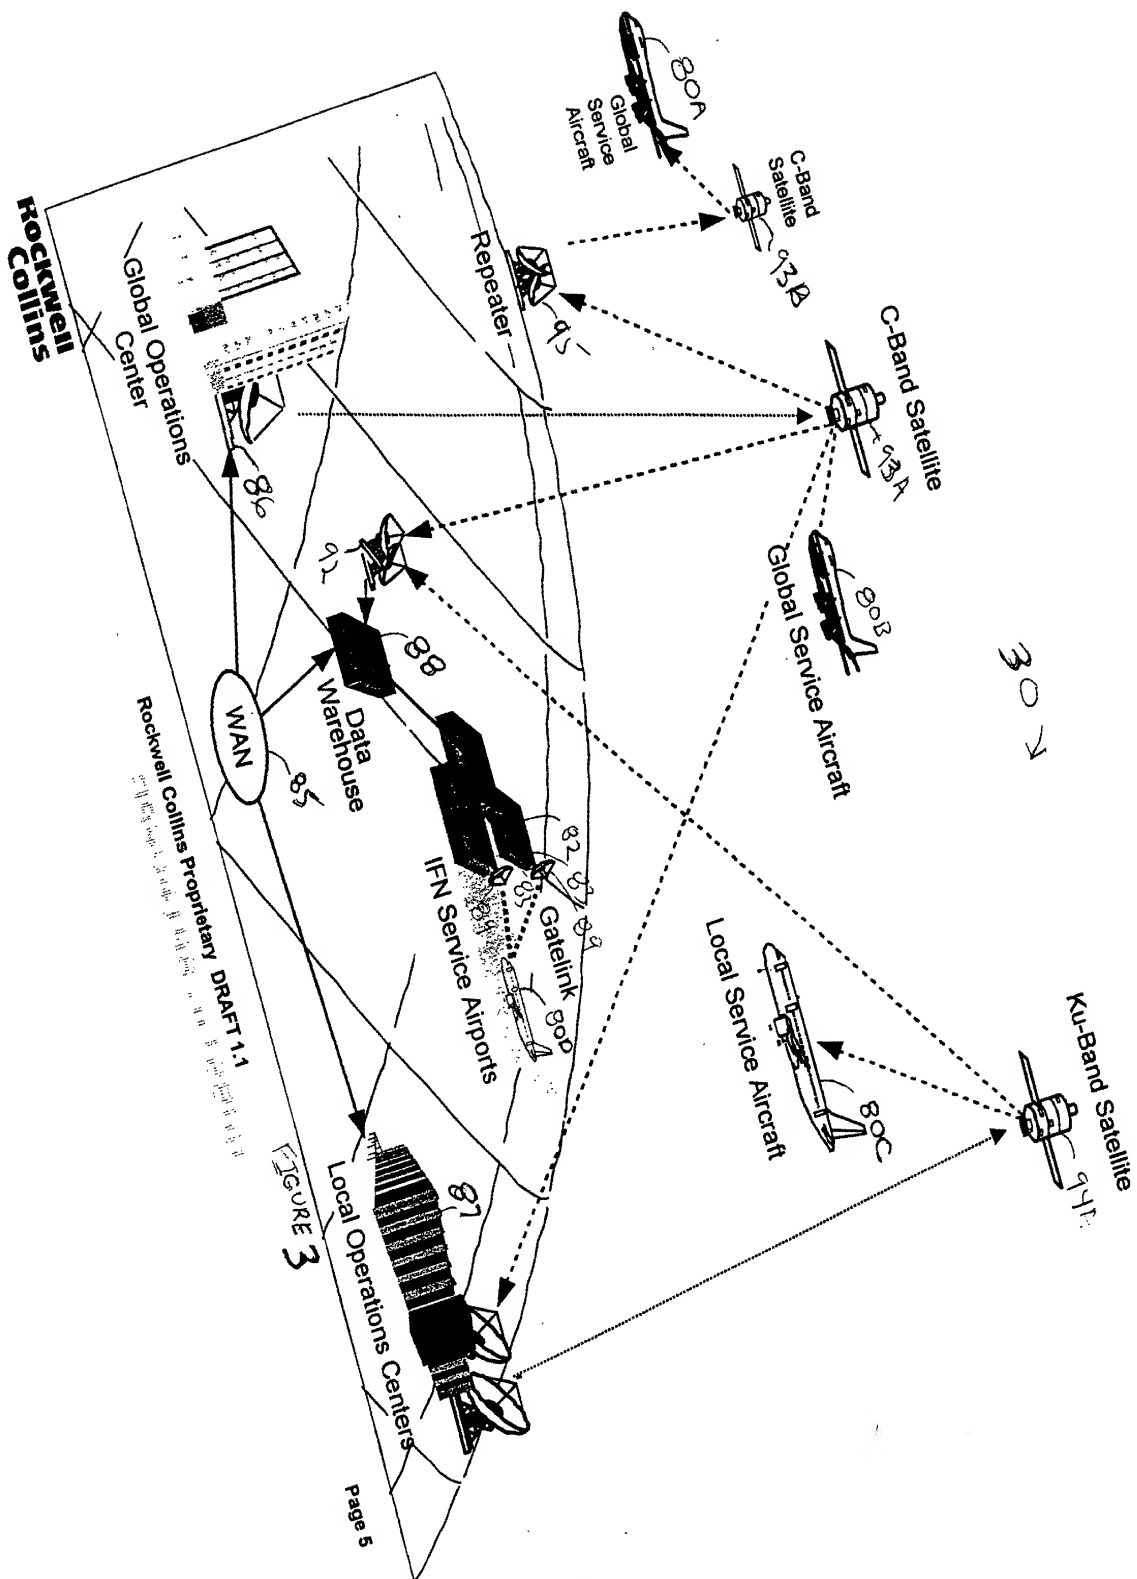 80A
Global
Service
Aircraft
C-Band
Satellite
93B
Repeater
95
C-Band Satellite
93A
Global Service Aircraft
80B
30
Ku-Band Satellite
Local Service Aircraft
80C
Global Operations
Center
86
92
88
Data
Warehouse
WAN
85
82
83
89
Gatelink
80D
IFN Service Airports
87
Local Operations Centers
Rockwell
Collins
Rockwell Collins Proprietary DRAFT 1.1
FIGURE 3
Page 5